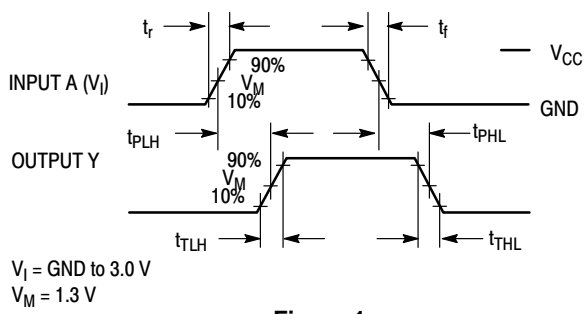 tr
tf
VCC
90%
INPUT A (VI)
VM
10%
GND
tPLH
tPHL
OUTPUT Y
90%
VM
10%
tTLH
tTHL
VI = GND to 3.0 V
VM = 1.3 V